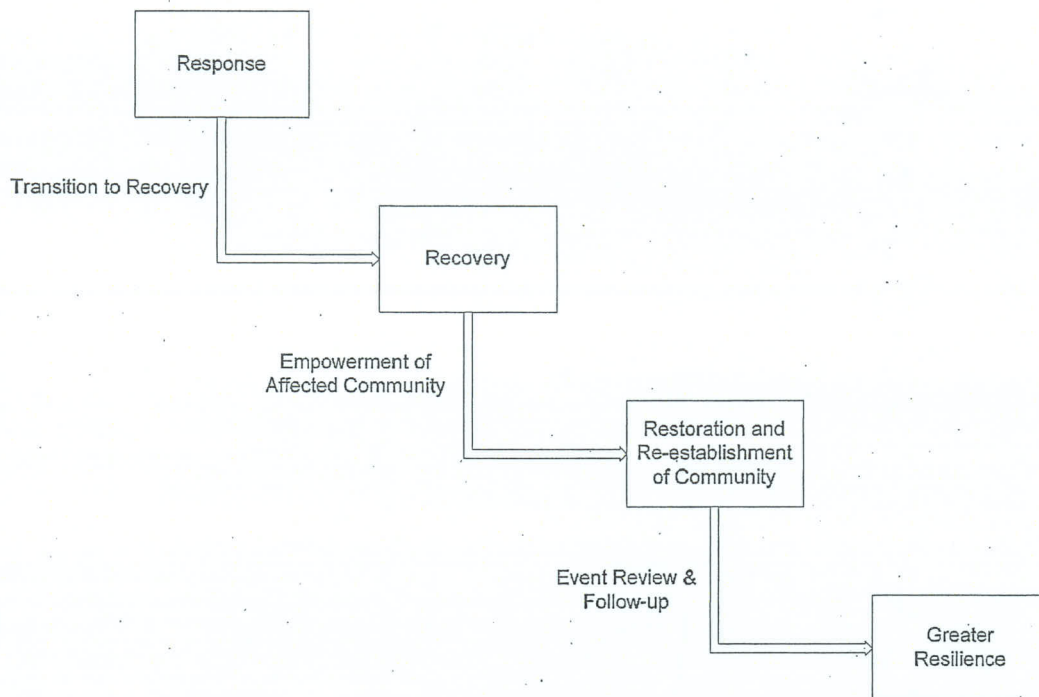 Response
Transition to Recovery
Recovery
Empowerment of
Affected Community
Restoration and
Re-establishment
of Community
Event Review &
Follow-up
Greater
Resilience